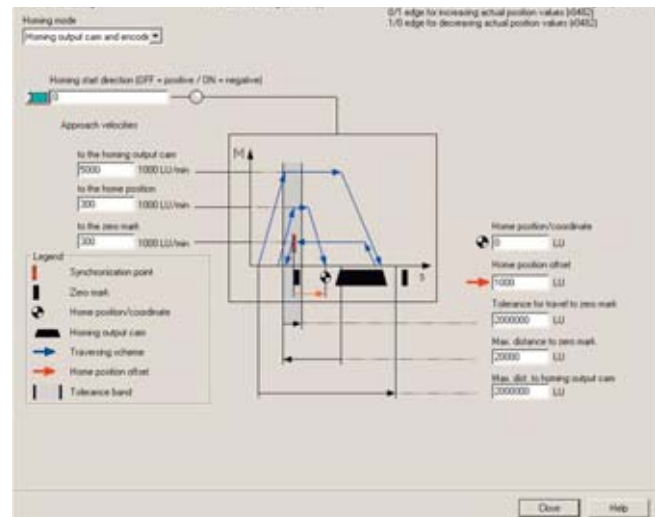 Homing mode
0/1 edge for increasing actual position values (r0482)
1/0 edge for decreasing actual position values (r0482)
Homing output cam and encode
Homing start direction (OFF = positive / ON = negative)
0
Approach velocities
to the homing output cam
5000 1000 LU/min
to the home position
300 1000 LU/min
to the zero mark
300 1000 LU/min
M
s
Home position/coordinate
0 LU
Home position offset
1000 LU
Tolerance for travel to zero mark
2000000 LU
Max. distance to zero mark
20000 LU
Max. dist. to homing output cam
2000000 LU
Legend
Synchronization point
Zero mark
Home position/coordinate
Homing output cam
Traversing scheme
Home position offset
Tolerance band
Close Help